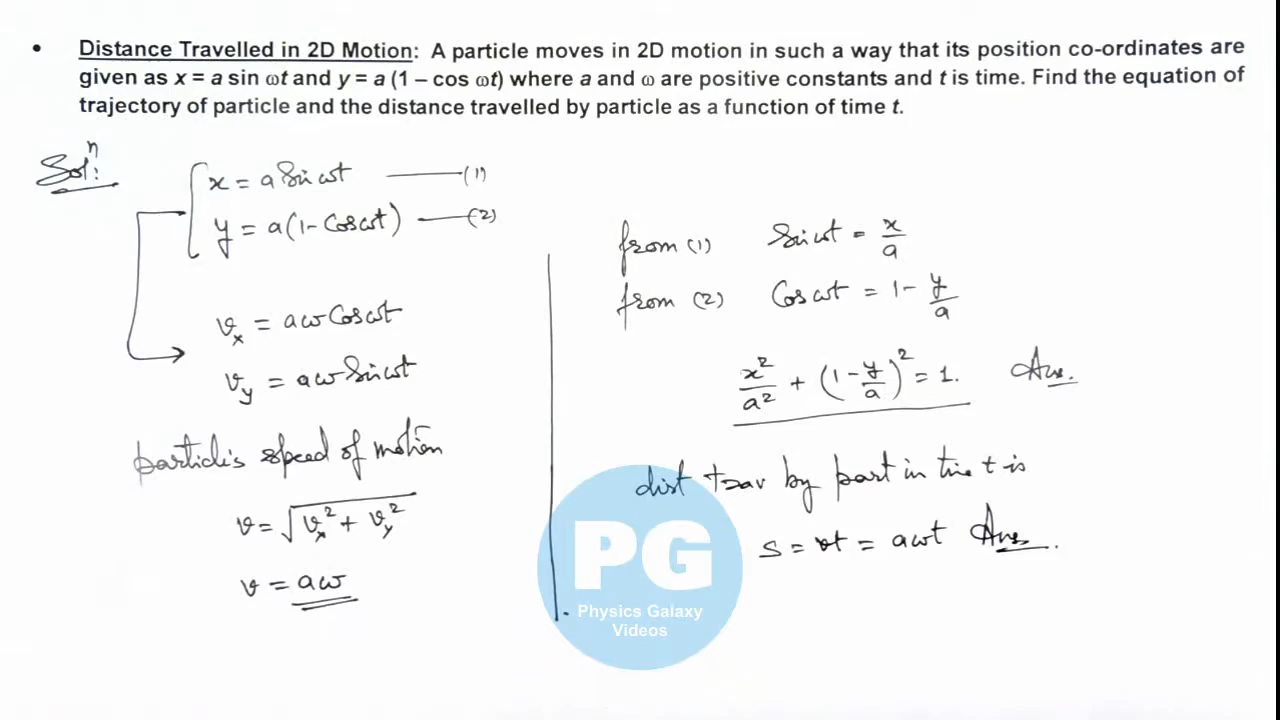 • Distance Travelled in 2D Motion: A particle moves in 2D motion in such a way that its position co-ordinates are
given as x = a sin ωt and y = a (1 – cos ωt) where a and ω are positive constants and t is time. Find the equation of
trajectory of particle and the distance travelled by particle as a function of time t.
Solⁿ:
x = a Sin ωt —— (1)
y = a(1- Cos ωt) —— (2)
v_x = aω Cos ωt
v_y = aω Sin ωt
particle's speed of motion
v = √(v_x² + v_y²)
v = aω
from (1) Sin ωt = x/a
from (2) Cos ωt = 1 - y/a
x²/a² + (1 - y/a)² = 1. Ans.
dist trav by part in time t is
s = vt = aωt Ans.
PG
Physics Galaxy
Videos